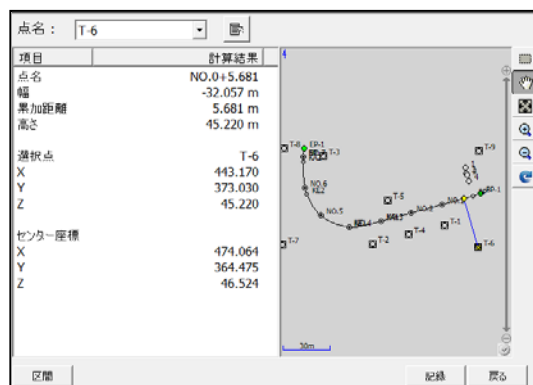 点名： T-6
項目 計算結果
点名 NO.0+5.681
幅 -32.057 m
累加距離 5.681 m
高さ 45.220 m
選択点 T-6
X 443.170
Y 373.030
Z 45.220
センター座標
X 474.064
Y 364.475
Z 46.524
4
T-8 EP-1
T-3
T-9
NO.6
KE2
BP-1
T-5
NO.5
T-1
T-4
T-7
T-2
T-6
30m
区間 記録 戻る